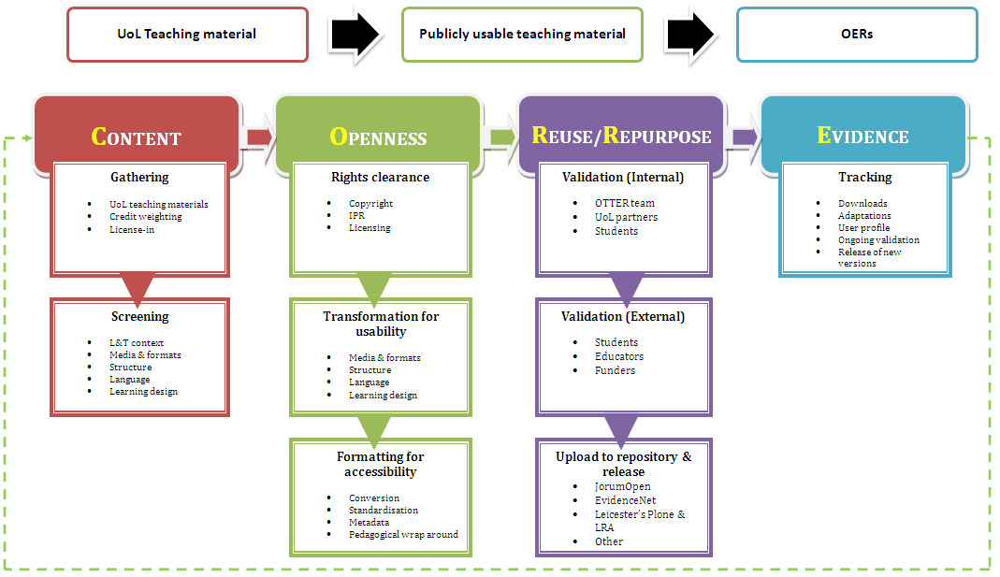 UoL Teaching material
Publicly usable teaching material
OERs
CONTENT
Gathering
• UoL teaching materials
• Credit weighting
• License-in
Screening
• L&T context
• Media & formats
• Structure
• Language
• Learning design
OPENNESS
Rights clearance
• Copyright
• IPR
• Licensing
Transformation for
usability
• Media & formats
• Structure
• Language
• Learning design
Formatting for
accessibility
• Conversion
• Standardisation
• Metadata
• Pedagogical wrap around
REUSE/REPURPOSE
Validation (Internal)
• OTTER team
• UoL partners
• Students
Validation (External)
• Students
• Educators
• Funders
Upload to repository &
release
• JorumOpen
• EvidenceNet
• Leicester's Plone &
LRA
• Other
EVIDENCE
Tracking
• Downloads
• Adaptations
• User profile
• Ongoing validation
• Release of new
versions